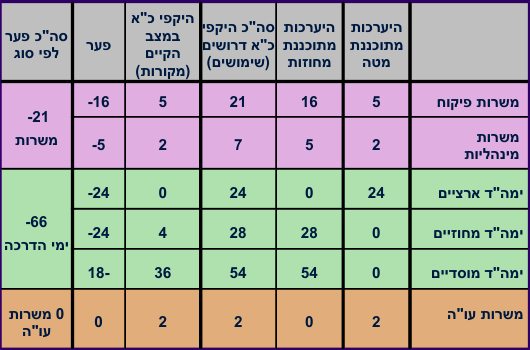 היערכות מתוכננת מטה
היערכות מתוכננת מחוזות
סה"כ היקפי כ"א דרושים (שימושים)
היקפי כ"א במצב הקיים (מקורות)
פער
סה"כ פער לפי סוג
משרות פיקוח 5 16 21 5 -16
-21 משרות
משרות מינהליות 2 5 7 2 -5
ימה"ד ארציים 24 0 24 0 -24
-66 ימי הדרכה
ימה"ד מחוזיים 0 28 28 4 -24
ימה"ד מוסדיים 0 54 54 36 -18
משרות עו"ה 2 0 2 2 0
0 משרות עו"ה